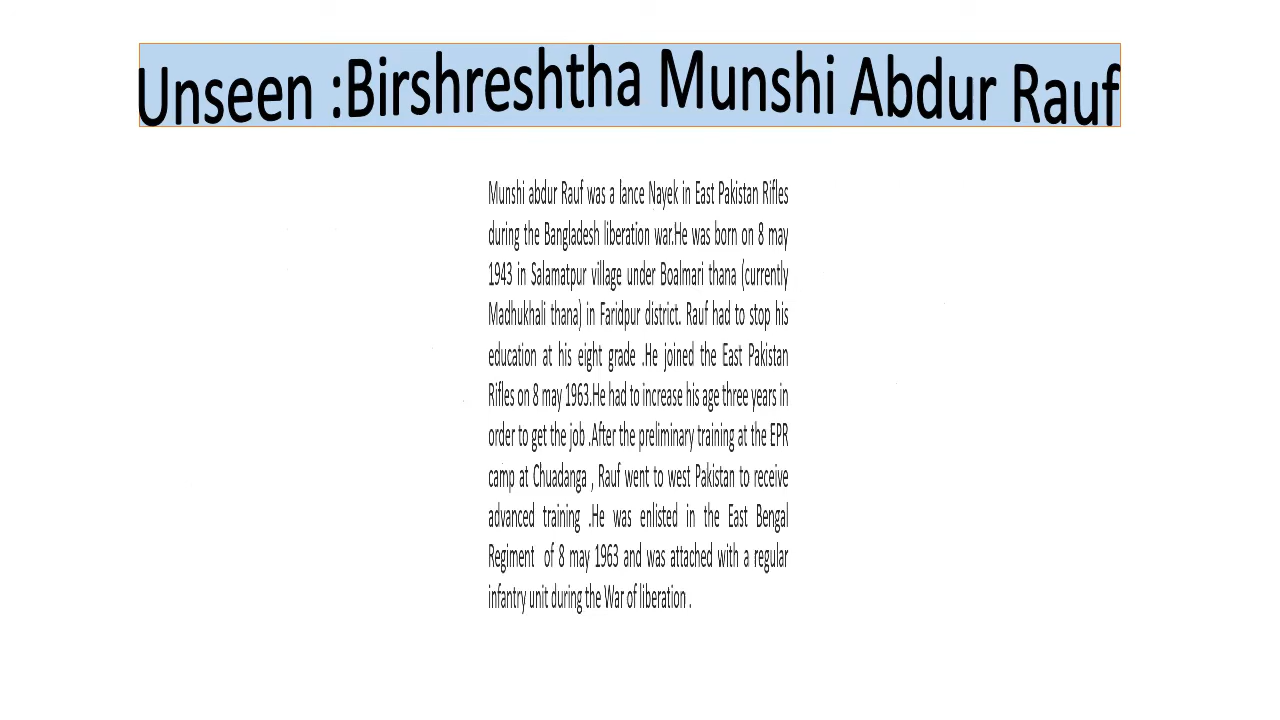 Unseen :Birshreshtha Munshi Abdur Rauf
Munshi abdur Rauf was a lance Nayek in East Pakistan Rifles
during the Bangladesh liberation war.He was born on 8 may
1943 in Salamatpur village under Boalmari thana (currently
Madhukhali thana) in Faridpur district. Rauf had to stop his
education at his eight grade .He joined the East Pakistan
Rifles on 8 may 1963.He had to increase his age three years in
order to get the job .After the preliminary training at the EPR
camp at Chuadanga , Rauf went to west Pakistan to receive
advanced training .He was enlisted in the East Bengal
Regiment of 8 may 1963 and was attached with a regular
infantry unit during the War of liberation .